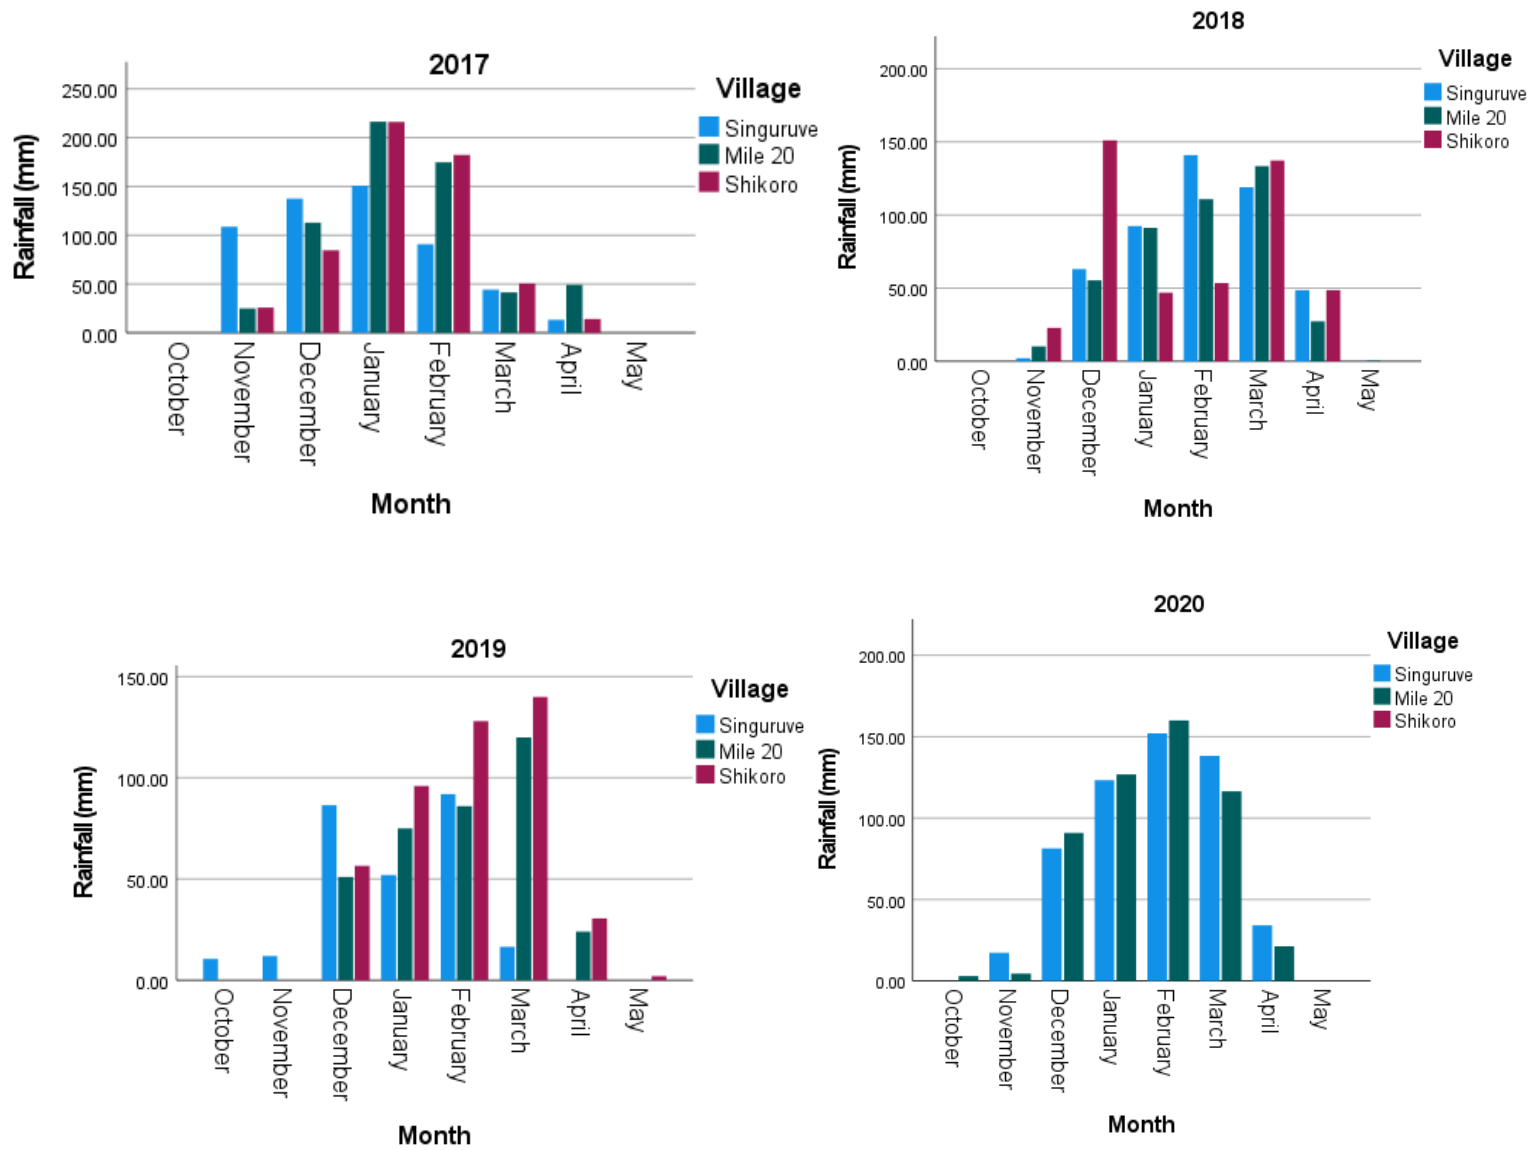 2017
250.00
200.00
150.00
100.00
50.00
0.00
Rainfall (mm)
October
November
December
January
February
March
April
May
Month
Village
Singuruve
Mile 20
Shikoro
2018
200.00
150.00
100.00
50.00
0.00
Rainfall (mm)
October
November
December
January
February
March
April
May
Month
Village
Singuruve
Mile 20
Shikoro
2019
150.00
100.00
50.00
0.00
Rainfall (mm)
October
November
December
January
February
March
April
May
Month
Village
Singuruve
Mile 20
Shikoro
2020
200.00
150.00
100.00
50.00
0.00
Rainfall (mm)
October
November
December
January
February
March
April
May
Month
Village
Singuruve
Mile 20
Shikoro